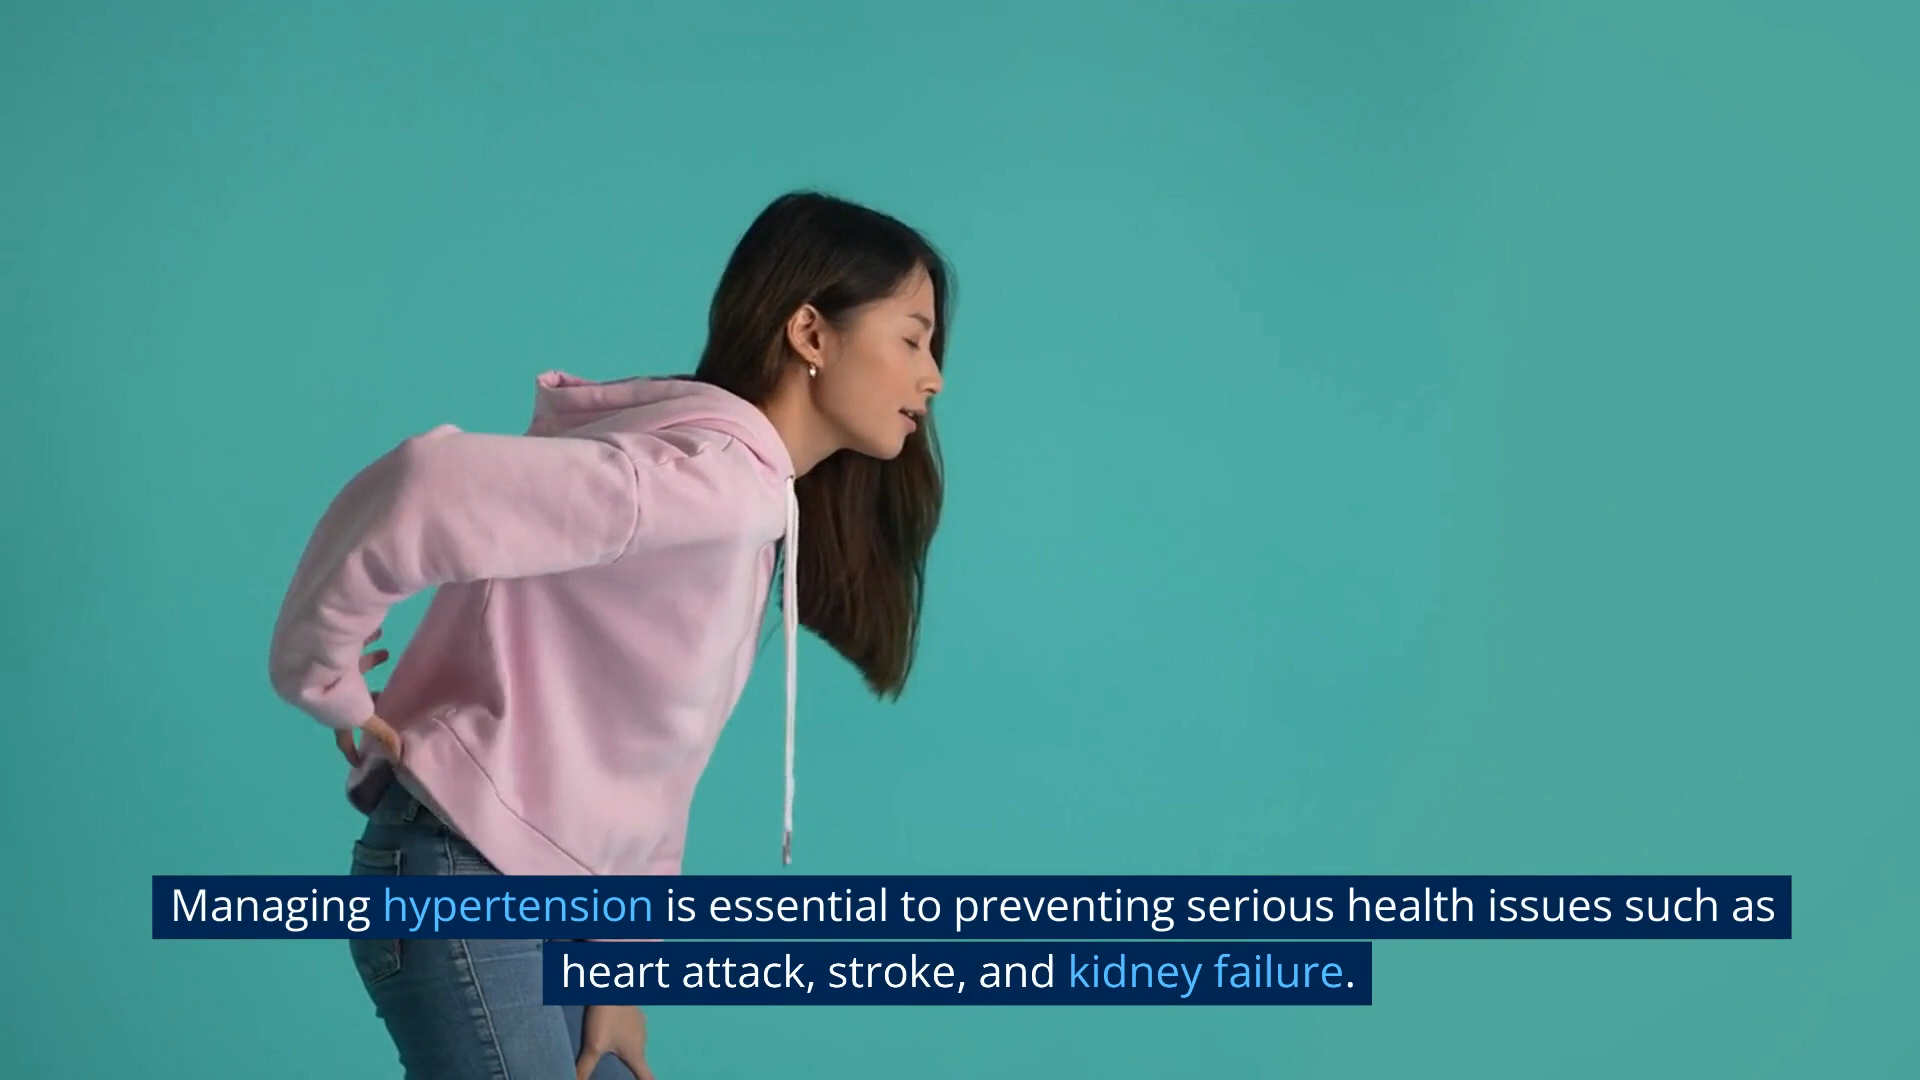 Managing hypertension is essential to preventing serious health issues such as
heart attack, stroke, and kidney failure.